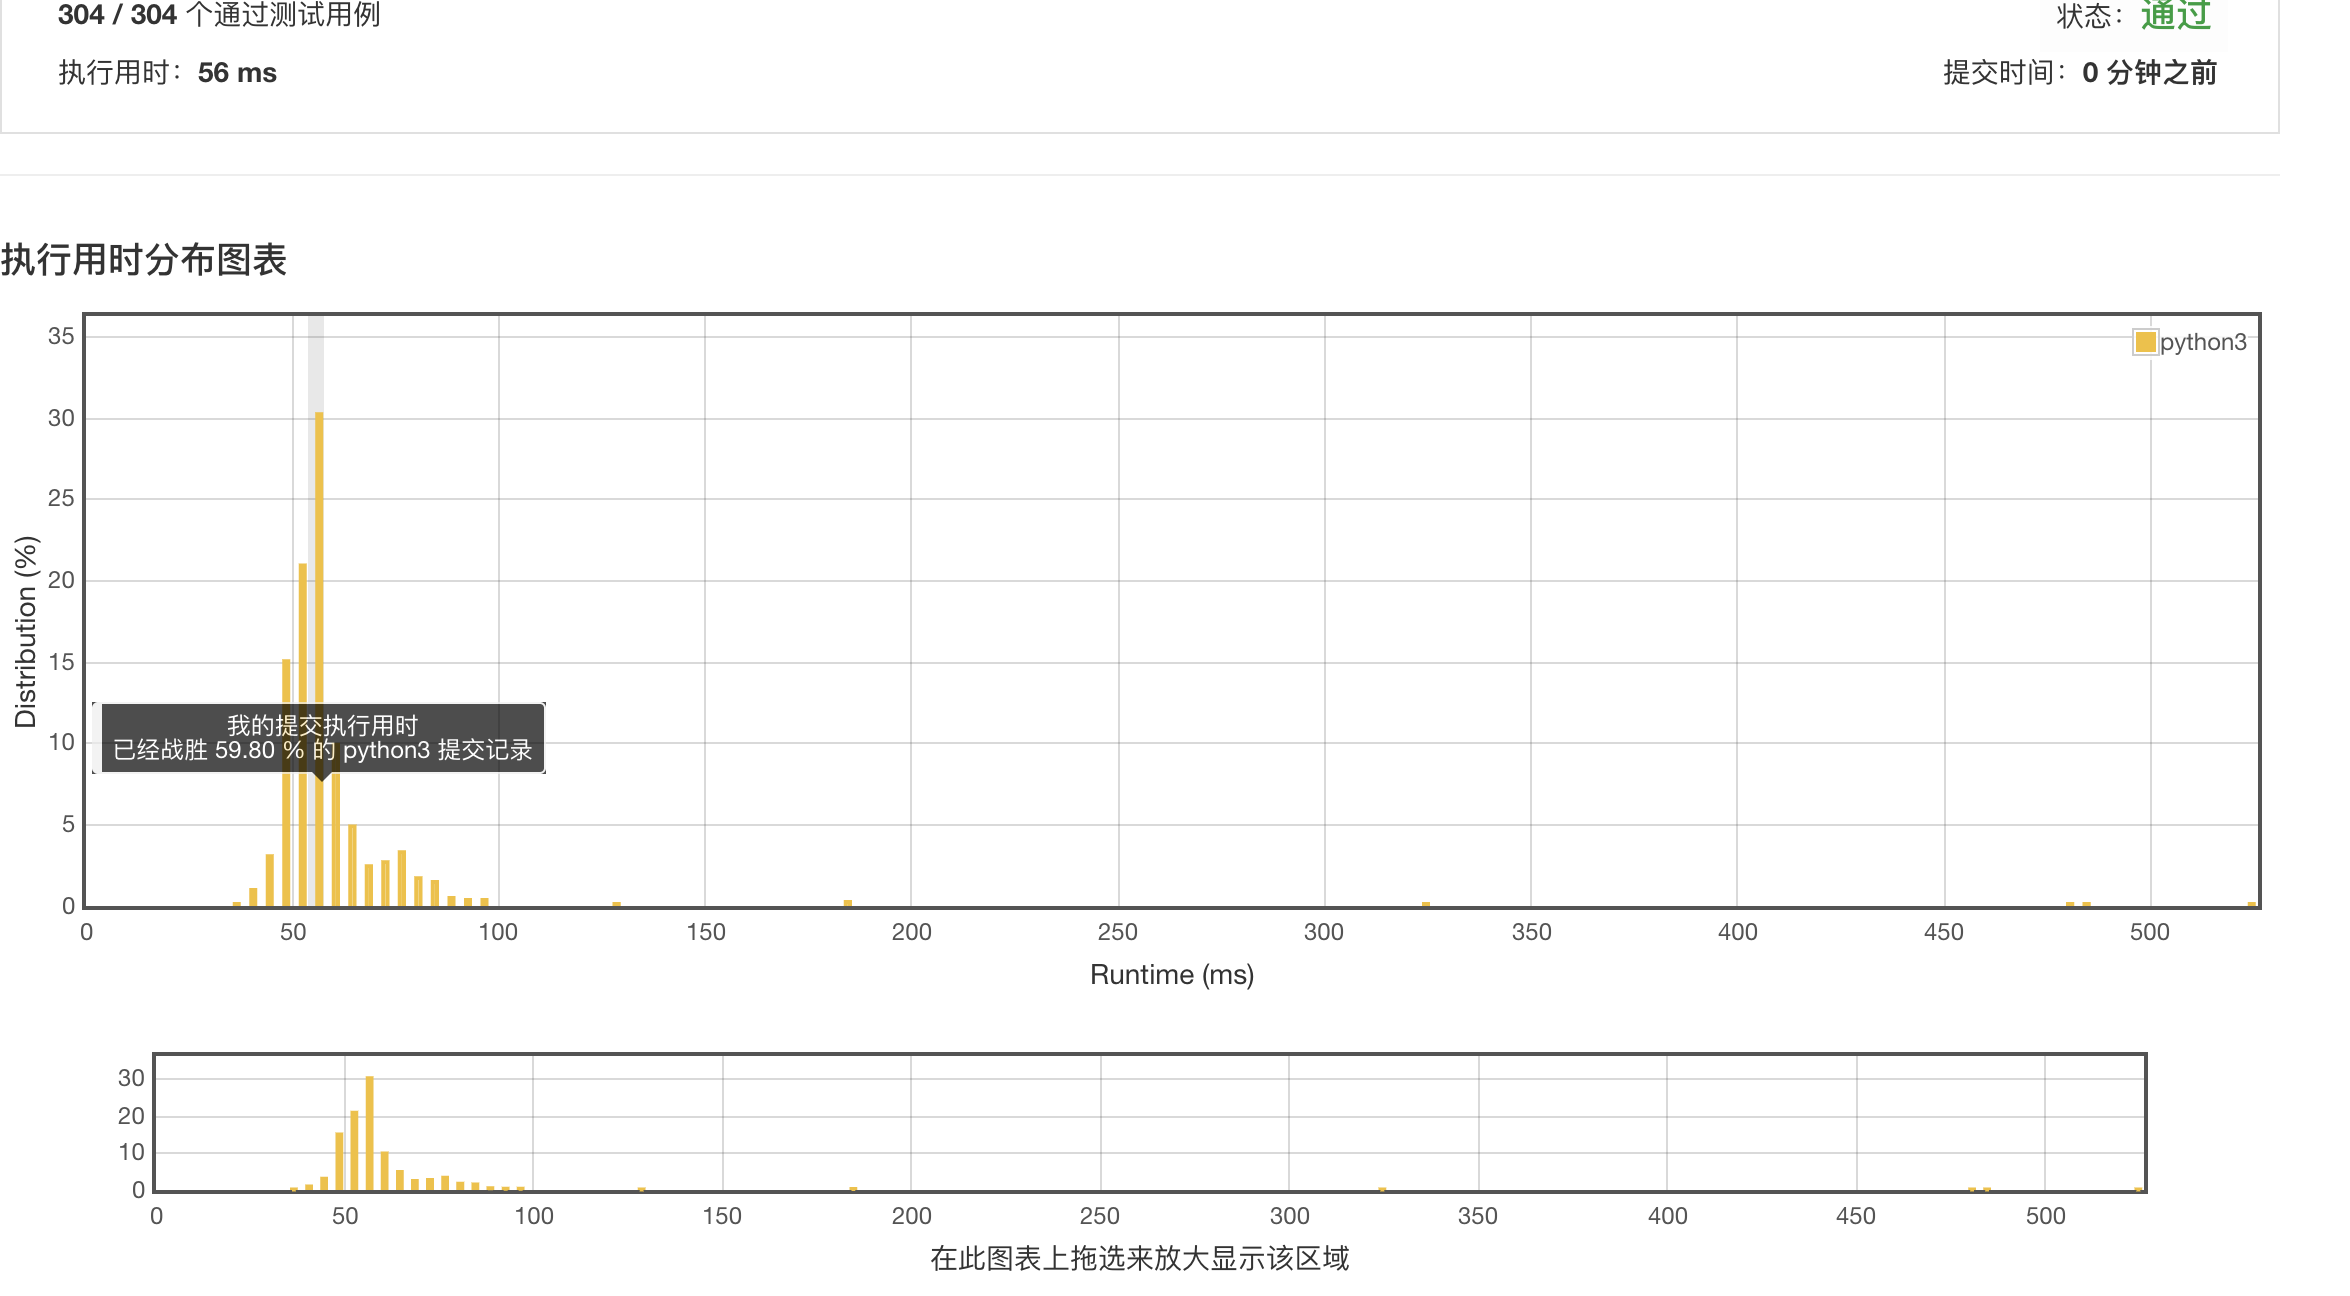 304 / 304 个通过测试用例
状态：通过
执行用时：56 ms
提交时间：0 分钟之前
执行用时分布图表
35
30
25
20
15
10
5
0
Distribution (%)
python3
我的提交执行用时
已经战胜 59.80 % 的 python3 提交记录
0 50 100 150 200 250 300 350 400 450 500
Runtime (ms)
30
20
10
0
0 50 100 150 200 250 300 350 400 450 500
在此图表上拖选来放大显示该区域